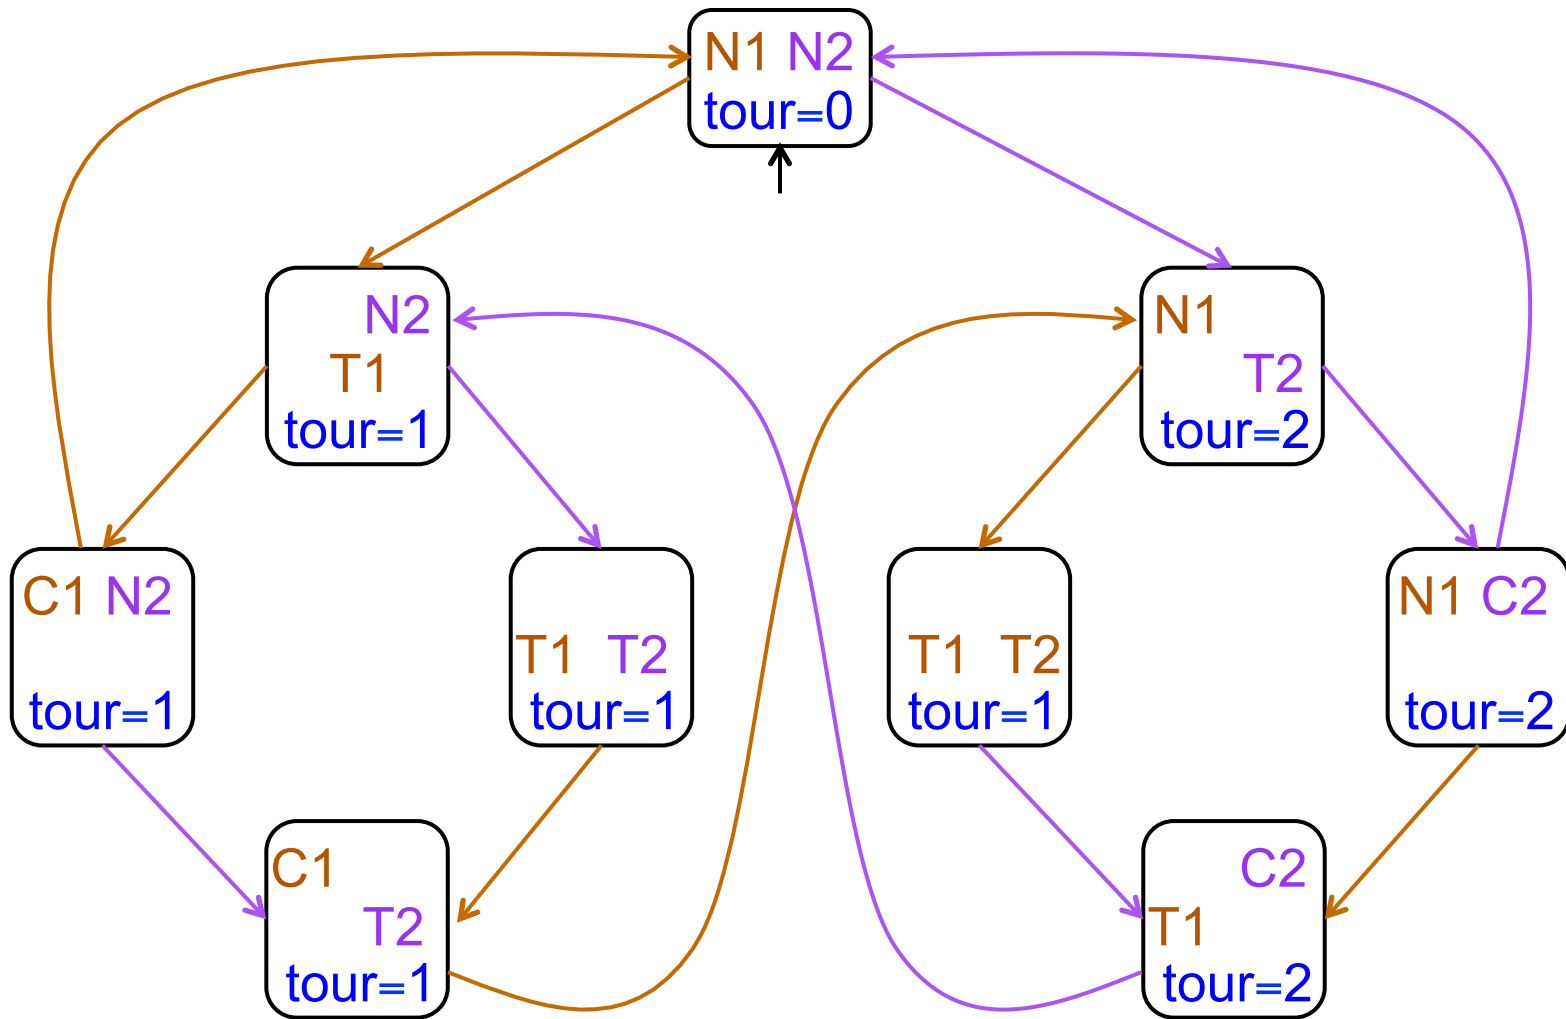 N1 N2
tour=0
N2
T1
tour=1
N1
T2
tour=2
C1 N2
tour=1
T1 T2
tour=1
T1 T2
tour=1
N1 C2
tour=2
C1
T2
tour=1
C2
T1
tour=2